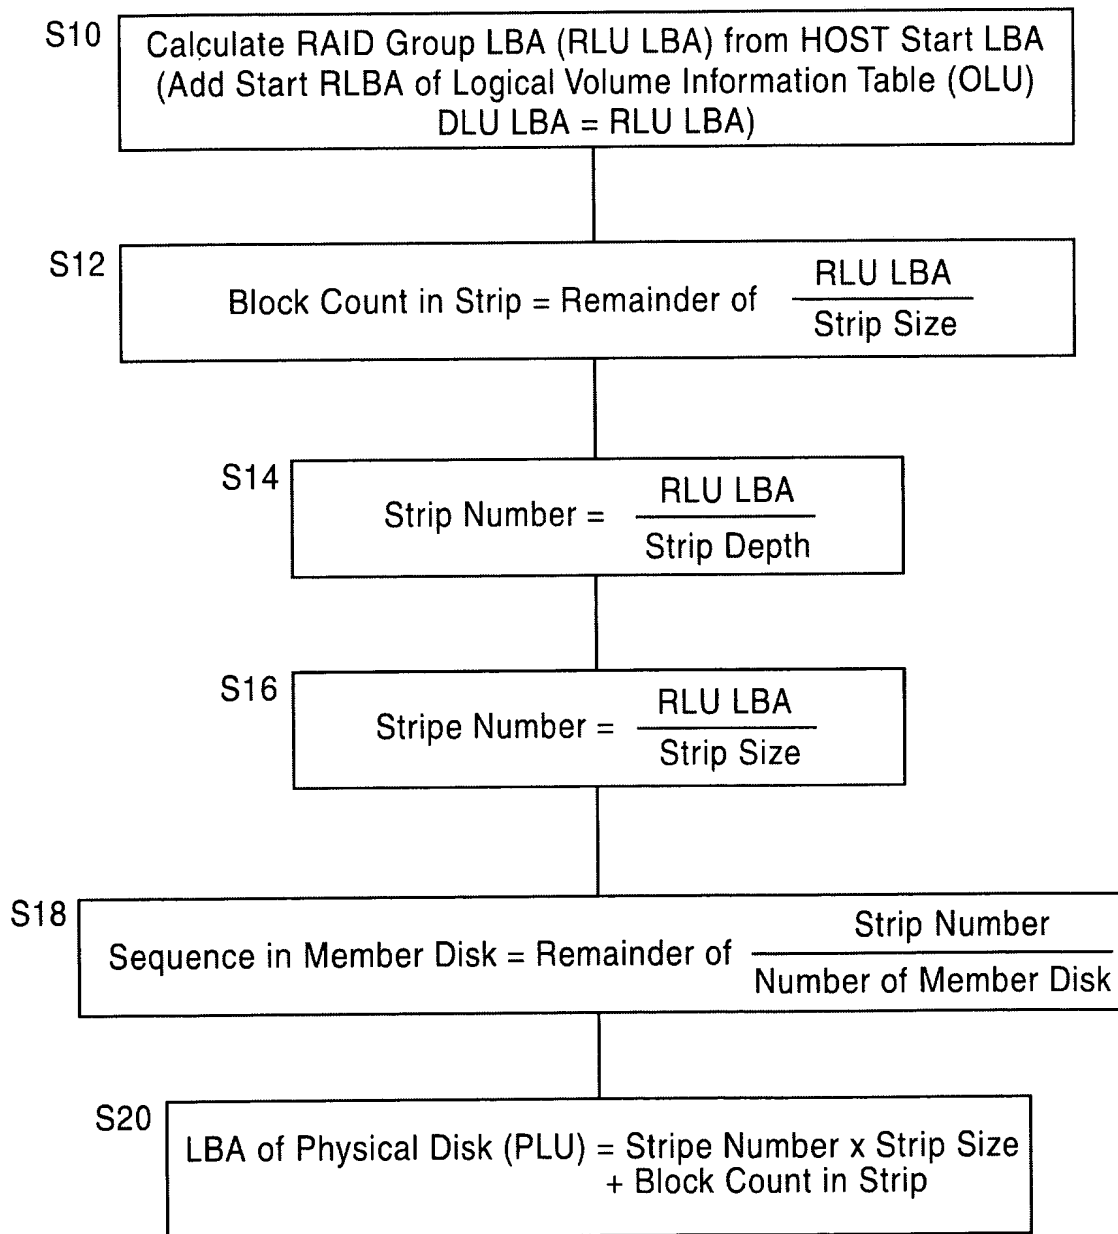 S10
Calculate RAID Group LBA (RLU LBA) from HOST Start LBA
(Add Start RLBA of Logical Volume Information Table (OLU)
DLU LBA = RLU LBA)
S12
Block Count in Strip = Remainder of RLU LBA
Strip Size
S14
Strip Number = RLU LBA
Strip Depth
S16
Stripe Number = RLU LBA
Strip Size
S18
Sequence in Member Disk = Remainder of Strip Number
Number of Member Disk
S20
LBA of Physical Disk (PLU) = Stripe Number x Strip Size
+ Block Count in Strip